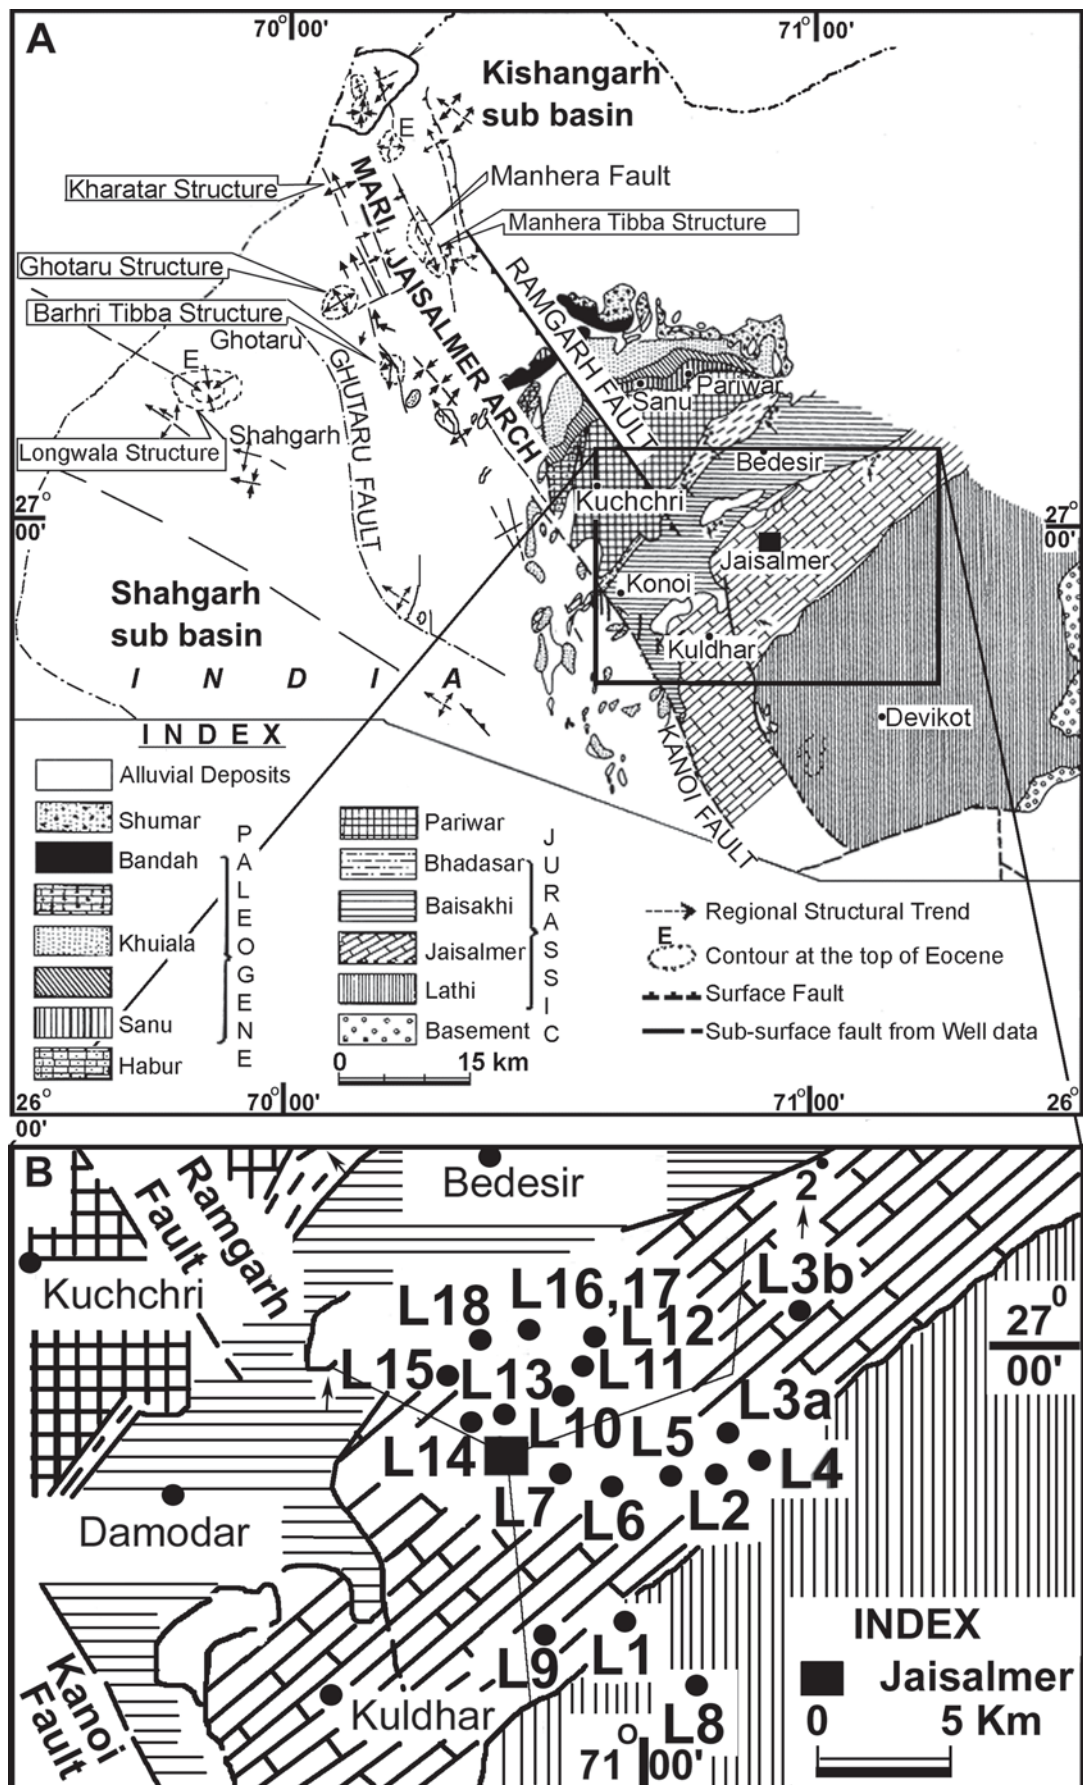 A
70°00'
71°00'
Kishangarh
sub basin
E
Kharatar Structure
MARI JAISALMER ARCH
Manhera Fault
Manhera Tibba Structure
Ghotaru Structure
RAMGARH FAULT
Barhri Tibba Structure
Ghotaru
E
GHUTARU FAULT
Pariwar
Sanu
Shahgarh
Longwala Structure
Bedesir
27°
00'
Kuchchri
27°
00'
Jaisalmer
Konoi
Shahgarh
sub basin
Kuldhar
I N D I A
Devikot
KANOI FAULT
INDEX
Alluvial Deposits
Shumar
Bandah
Khuiala
Sanu
Habur
PALEOGENE
Pariwar
Bhadasar
Baisakhi
Jaisalmer
Lathi
Basement
JURASSIC
0 15 km
Regional Structural Trend
E
Contour at the top of Eocene
Surface Fault
Sub-surface fault from Well data
26°
00'
70°00'
71°00'
26°
B
Ramgarh
Fault
Bedesir
2
Kuchchri
L3b
L16,17
L18
L12
27°
00'
L15
L13
L11
L3a
L10
L5
L14
L4
L7
L6
L2
Damodar
INDEX
Jaisalmer
L9
L1
Kanoi
Fault
Kuldhar
L8
0 5 Km
71°00'